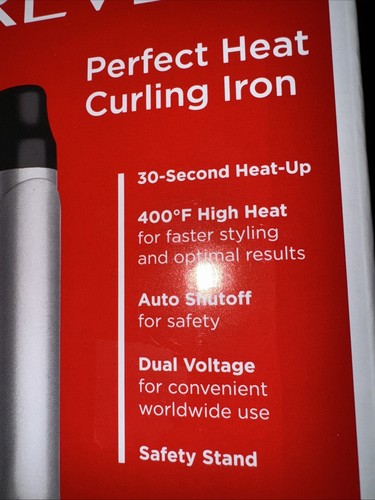 Perfect Heat
Curling Iron
30-Second Heat-Up
400°F High Heat
for faster styling
and optimal results
Auto Shutoff
for safety
Dual Voltage
for convenient
worldwide use
Safety Stand